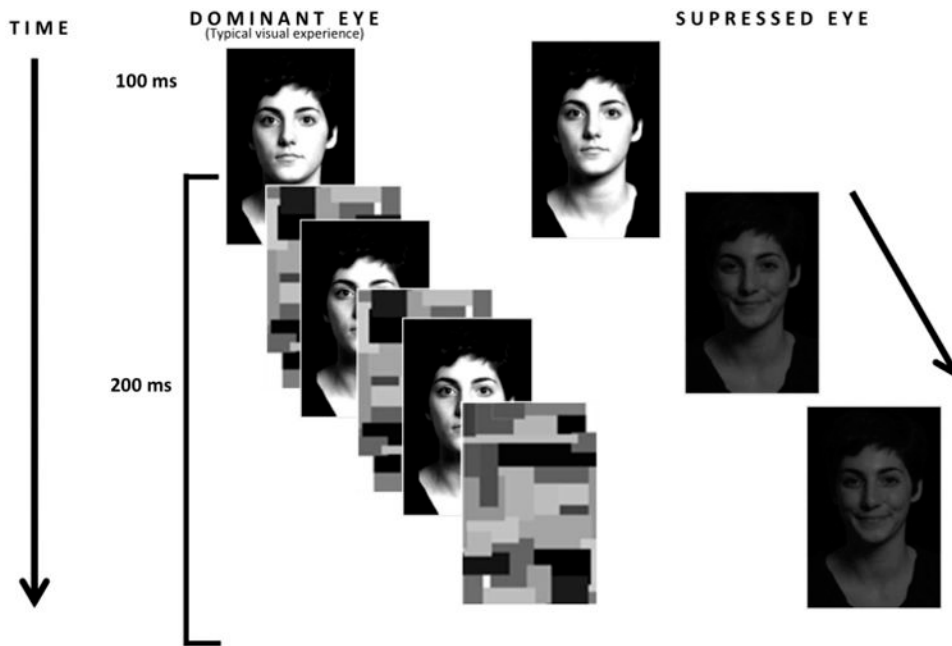 TIME
DOMINANT EYE
(Typical visual experience)
SUPRESSED EYE
100 ms
200 ms